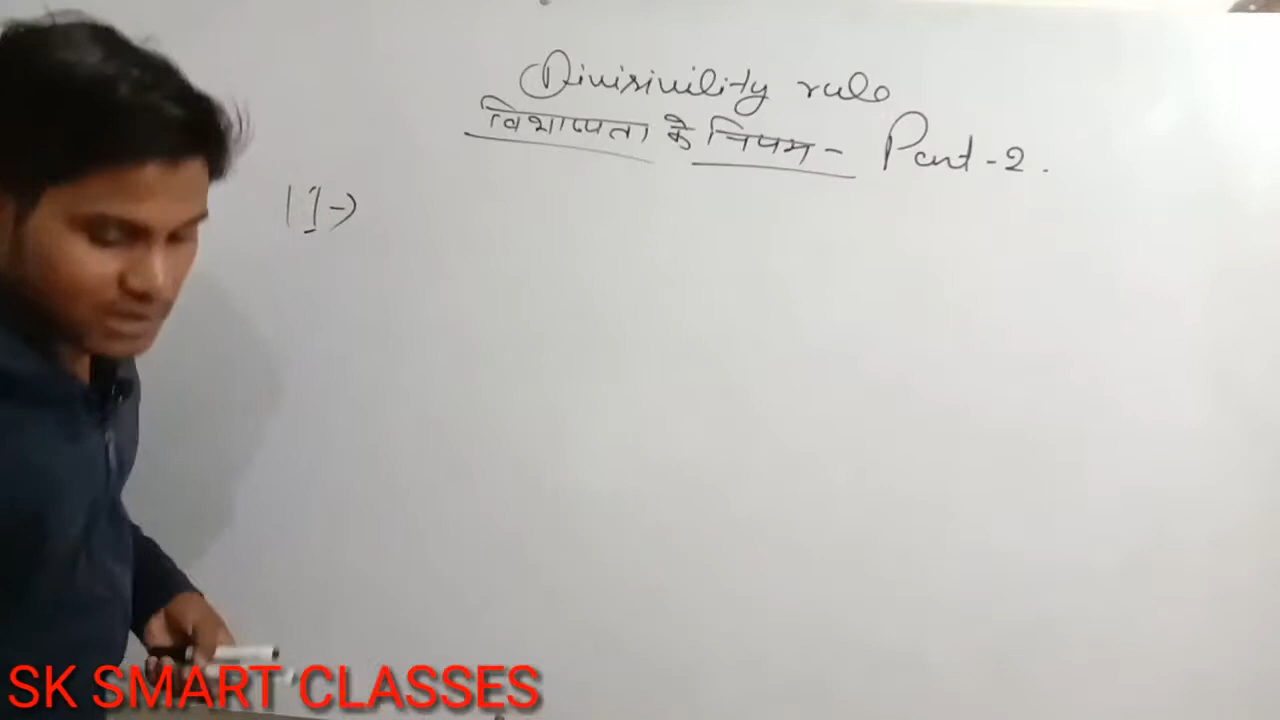 Divisivility rule
विभाज्यता के नियम - Part - 2.
11 →
SK SMART CLASSES